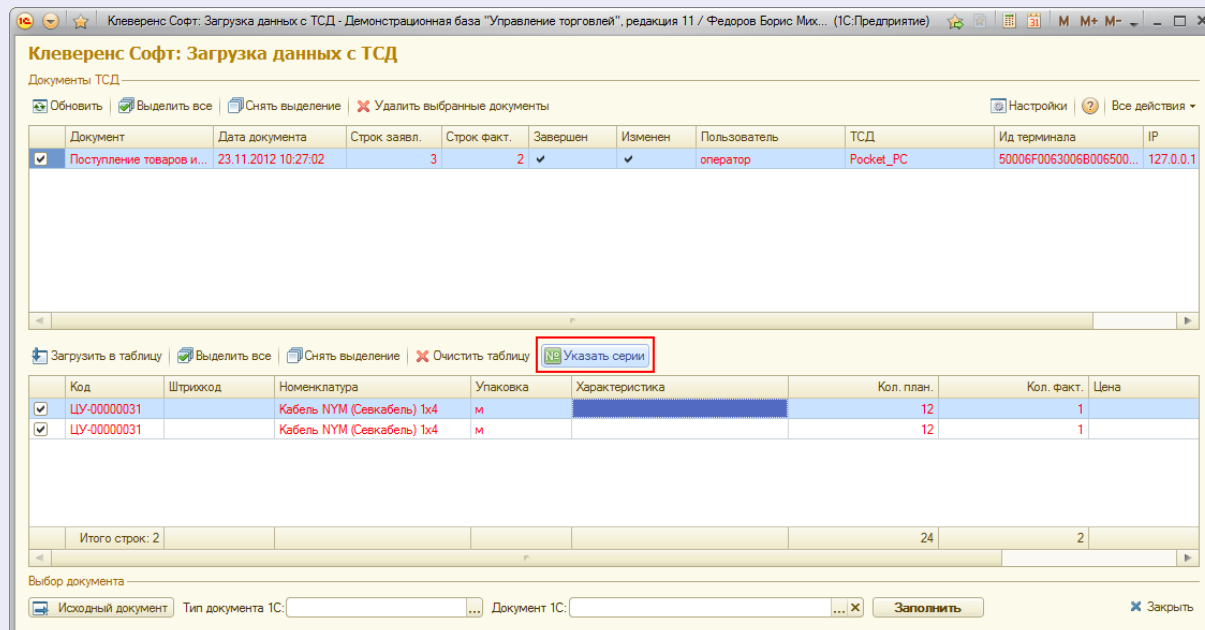 Клеверенс Софт: Загрузка данных с ТСД - Демонстрационная база "Управление торговлей", редакция 11 / Федоров Борис Мих... (1С:Предприятие) 31 M M+ M-
Клеверенс Софт: Загрузка данных с ТСД
Документы ТСД
Обновить Выделить все Снять выделение Удалить выбранные документы Настройки ? Все действия
Документ Дата документа Строк заявл. Строк факт. Завершен Изменен Пользователь ТСД Ид терминала IP
Поступление товаров и... 23.11.2012 10:27:02 3 2 оператор Pocket_PC 50006F0063006B006500... 127.0.0.1
Загрузить в таблицу Выделить все Снять выделение Очистить таблицу № Указать серии
Код Штрихкод Номенклатура Упаковка Характеристика Кол. план. Кол. факт. Цена
ЦУ-00000031 Кабель NYM (Севкабель) 1x4 м 12 1
ЦУ-00000031 Кабель NYM (Севкабель) 1x4 м 12 1
Итого строк: 2 24 2
Выбор документа
Исходный документ Тип документа 1С: ... Документ 1С: ... X Заполнить Закрыть